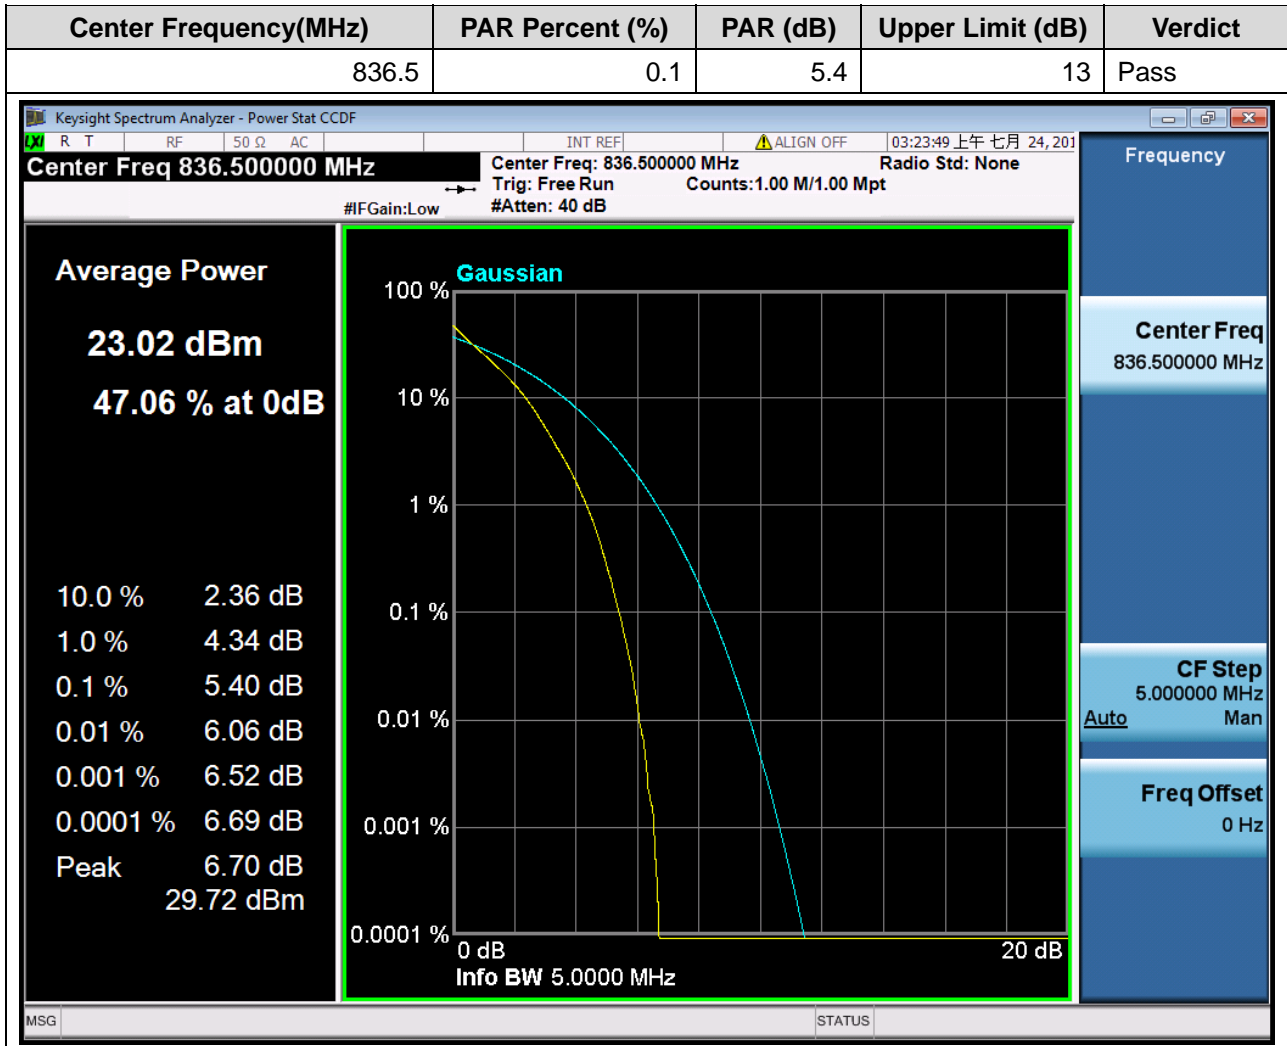 Center Frequency(MHz) PAR Percent (%) PAR (dB) Upper Limit (dB) Verdict
836.5 0.1 5.4 13 Pass
Keysight Spectrum Analyzer - Power Stat CCDF
LXI R T RF 50 Ω AC INT REF ALIGN OFF 03:23:49 上午 七月 24, 201
Center Freq 836.500000 MHz
Center Freq: 836.500000 MHz Radio Std: None
Trig: Free Run Counts:1.00 M/1.00 Mpt
#IFGain:Low #Atten: 40 dB
Average Power
23.02 dBm
47.06 % at 0dB
10.0 % 2.36 dB
1.0 % 4.34 dB
0.1 % 5.40 dB
0.01 % 6.06 dB
0.001 % 6.52 dB
0.0001 % 6.69 dB
Peak 6.70 dB
29.72 dBm
Gaussian
100 %
10 %
1 %
0.1 %
0.01 %
0.001 %
0.0001 %
0 dB 20 dB
Info BW 5.0000 MHz
Frequency
Center Freq
836.500000 MHz
CF Step
5.000000 MHz
Auto Man
Freq Offset
0 Hz
MSG STATUS